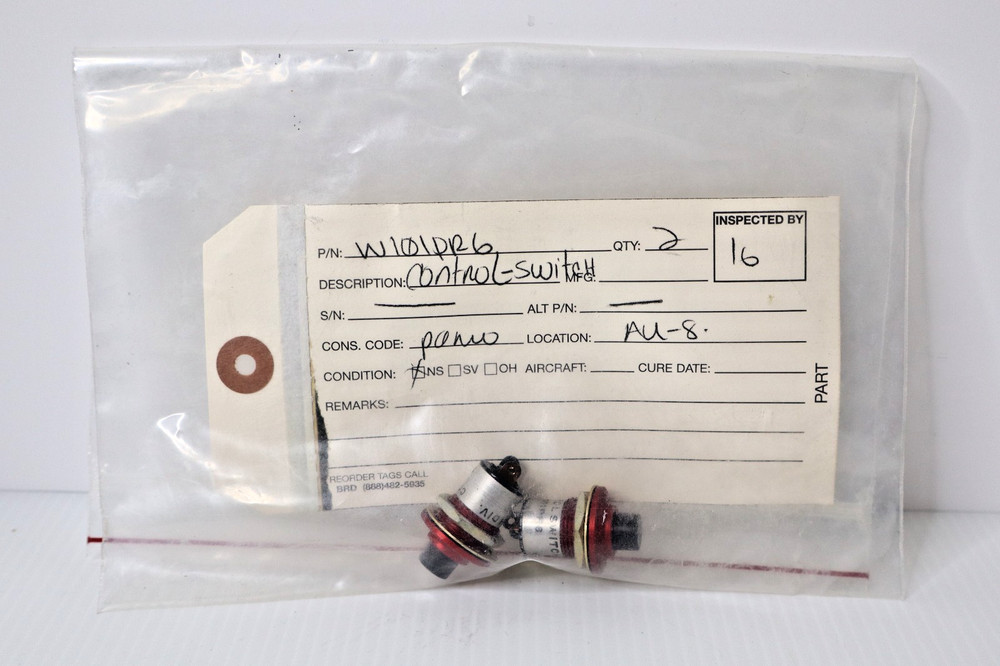 P/N: W101DR6 QTY: 2
INSPECTED BY
16
DESCRIPTION: CONTROL-SWITCH MFG:
S/N: ALT P/N:
CONS. CODE: LOCATION: AU-8.
CONDITION: NS SV OH AIRCRAFT: CURE DATE:
REMARKS:
PART
REORDER TAGS CALL
SRD (868)482-5935